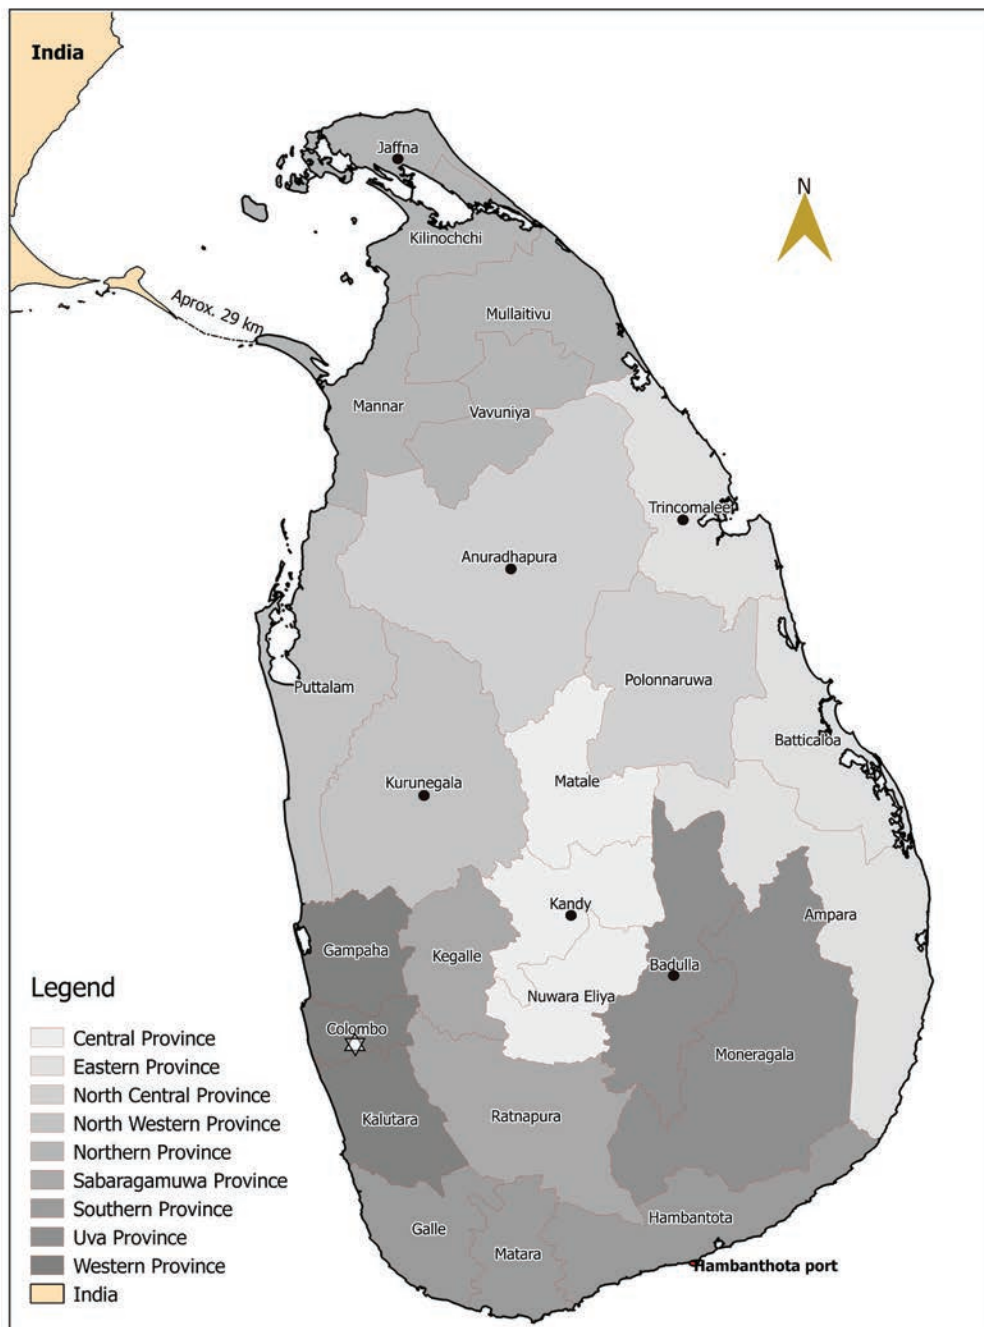 India
Jaffna
N
Kilinochchi
Aprox. 29 km
Mullaitivu
Mannar
Vavuniya
Trincomalee
Anuradhapura
Polonnaruwa
Puttalam
Batticaloa
Kurunegala
Matale
Kandy
Ampara
Gampaha
Kegalle
Badulla
Nuwara Eliya
Colombo
Moneragala
Kalutara
Ratnapura
Hambantota
Galle
Matara
Hambanthota port
Legend
Central Province
Eastern Province
North Central Province
North Western Province
Northern Province
Sabaragamuwa Province
Southern Province
Uva Province
Western Province
India